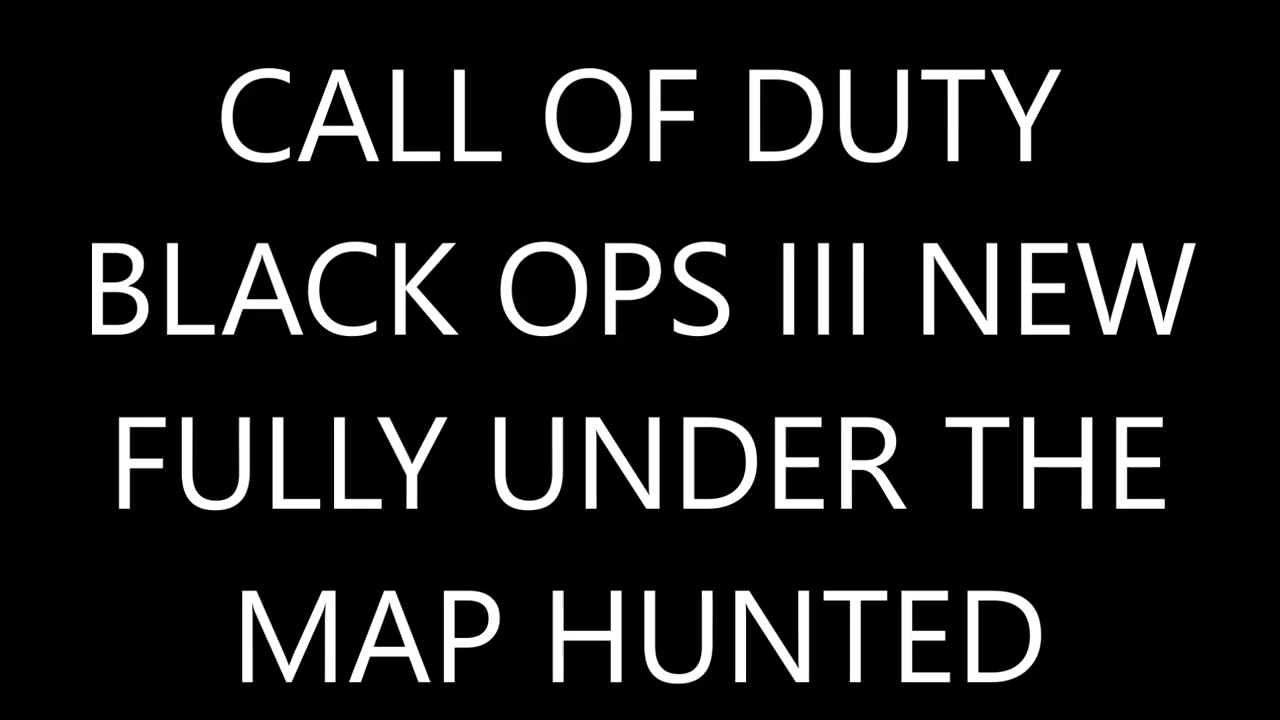 CALL OF DUTY
BLACK OPS III NEW
FULLY UNDER THE
MAP HUNTED